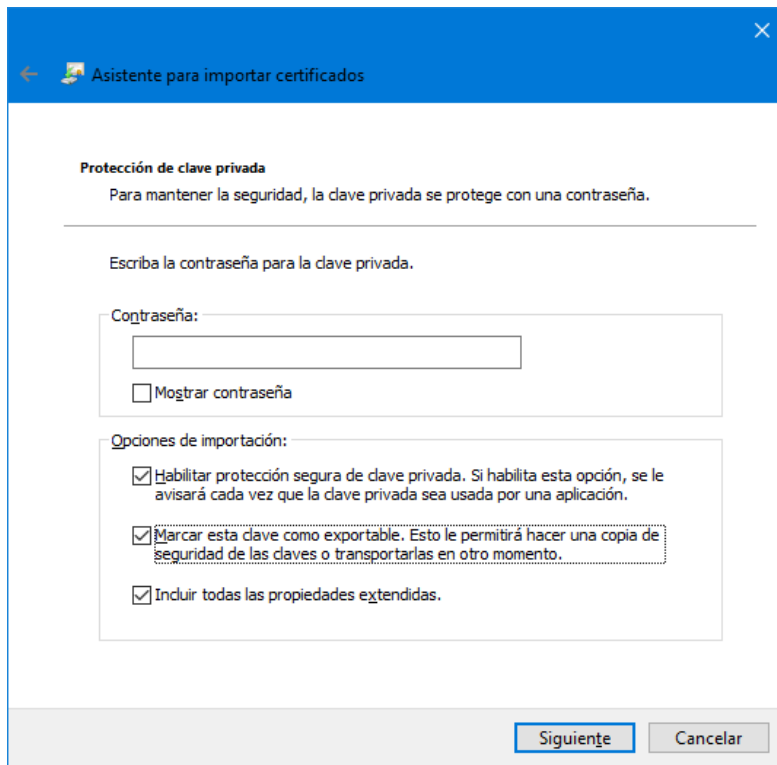 Asistente para importar certificados
Protección de clave privada
Para mantener la seguridad, la clave privada se protege con una contraseña.
Escriba la contraseña para la clave privada.
Contraseña:
Mostrar contraseña
Opciones de importación:
Habilitar protección segura de clave privada. Si habilita esta opción, se le
avisará cada vez que la clave privada sea usada por una aplicación.
Marcar esta clave como exportable. Esto le permitirá hacer una copia de
seguridad de las claves o transportarlas en otro momento.
Incluir todas las propiedades extendidas.
Siguiente
Cancelar